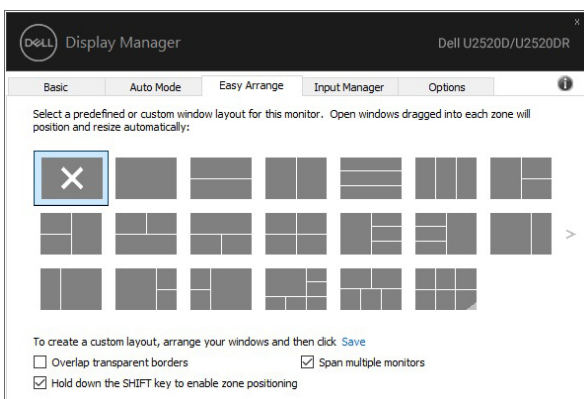 DELL Display Manager Dell U2520D/U2520DR
Basic Auto Mode Easy Arrange Input Manager Options
Select a predefined or custom window layout for this monitor. Open windows dragged into each zone will
position and resize automatically:
To create a custom layout, arrange your windows and then click Save
Overlap transparent borders Span multiple monitors
Hold down the SHIFT key to enable zone positioning